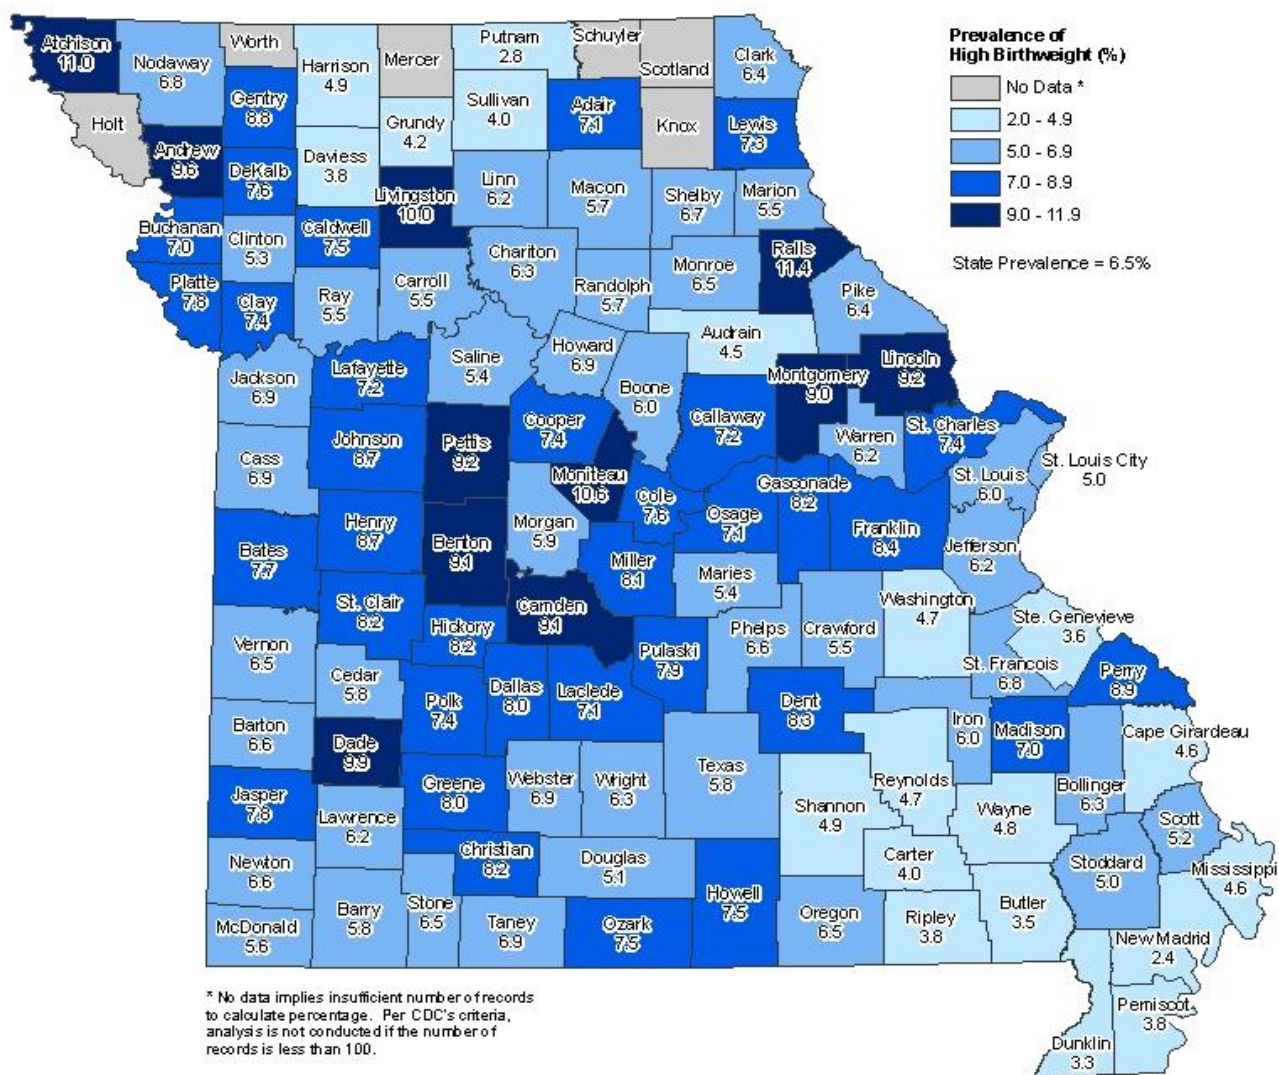 Prevalence of
High Birthweight (%)
No Data *
2.0 - 4.9
5.0 - 6.9
7.0 - 8.9
9.0 - 11.9
State Prevalence = 6.5%
Atchison
11.0
Nodaway
6.8
Worth
Harrison
4.9
Mercer
Putnam
2.8
Schuyler
Scotland
Clark
6.4
Holt
Gentry
8.8
Grundy
4.2
Sullivan
4.0
Adair
7.1
Knox
Lewis
7.3
Andrew
9.6
DeKalb
7.6
Daviess
3.8
Livingston
10.0
Linn
6.2
Macon
5.7
Shelby
6.7
Marion
5.5
Buchanan
7.0
Clinton
5.3
Caldwell
7.5
Chariton
6.3
Randolph
5.7
Monroe
6.5
Ralls
11.4
Platte
7.8
Clay
7.4
Ray
5.5
Carroll
5.5
Pike
6.4
Audrain
4.5
Jackson
6.9
Lafayette
7.2
Saline
5.4
Howard
6.9
Boone
6.0
Montgomery
9.0
Lincoln
9.2
Cass
6.9
Johnson
8.7
Pettis
9.2
Cooper
7.4
Callaway
7.2
Warren
6.2
St. Charles
7.4
St. Louis
6.0
St. Louis City
5.0
Moniteau
10.6
Cole
7.6
Osage
7.1
Gasconade
8.2
Franklin
8.4
Jefferson
6.2
Bates
7.7
Henry
8.7
Benton
9.1
Morgan
5.9
Miller
8.1
Maries
5.4
Washington
4.7
Ste. Genevieve
3.6
St. Clair
8.2
Hickory
8.2
Camden
9.1
Pulaski
7.9
Phelps
6.6
Crawford
5.5
St. Francois
6.8
Perry
8.9
Vernon
6.5
Cedar
5.8
Polk
7.4
Dallas
8.0
Laclede
7.1
Dent
8.3
Iron
6.0
Madison
7.0
Cape Girardeau
4.6
Barton
6.6
Dade
9.9
Greene
8.0
Webster
6.9
Wright
6.3
Texas
5.8
Reynolds
4.7
Bollinger
6.3
Jasper
7.8
Lawrence
6.2
Shannon
4.9
Wayne
4.8
Scott
5.2
Newton
6.6
Christian
8.2
Douglas
5.1
Howell
7.5
Carter
4.0
Stoddard
5.0
Mississippi
4.6
McDonald
5.6
Barry
5.8
Stone
6.5
Taney
6.9
Ozark
7.5
Oregon
6.5
Ripley
3.8
Butler
3.5
New Madrid
2.4
Pemiscot
3.8
Dunklin
3.3
* No data implies insufficient number of records
to calculate percentage. Per CDC's criteria,
analysis is not conducted if the number of
records is less than 100.